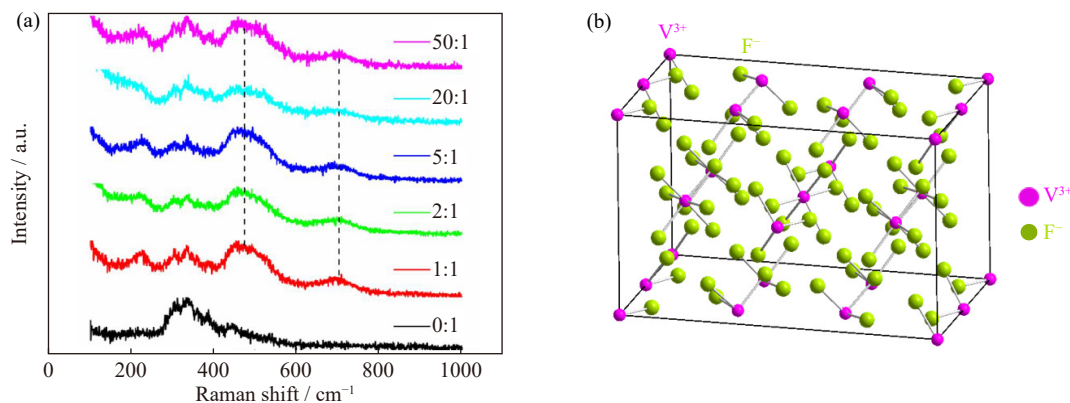 (a)
Intensity / a.u.
50:1
20:1
5:1
2:1
1:1
0:1
0 200 400 600 800 1000
Raman shift / cm⁻¹
(b)
V³⁺
F⁻
V³⁺
F⁻